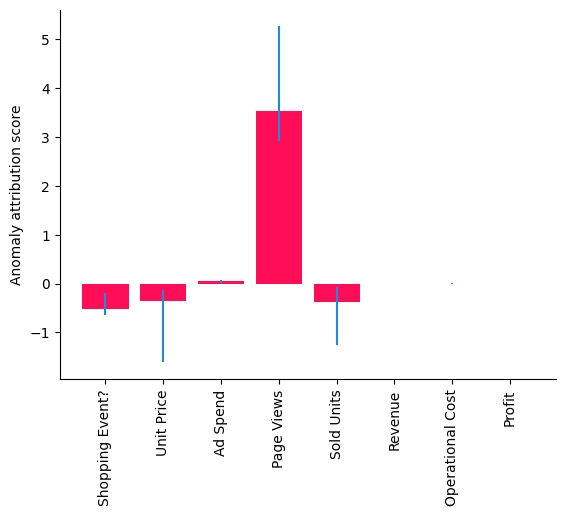 Anomaly attribution score
5
4
3
2
1
0
−1
Shopping Event?
Unit Price
Ad Spend
Page Views
Sold Units
Revenue
Operational Cost
Profit